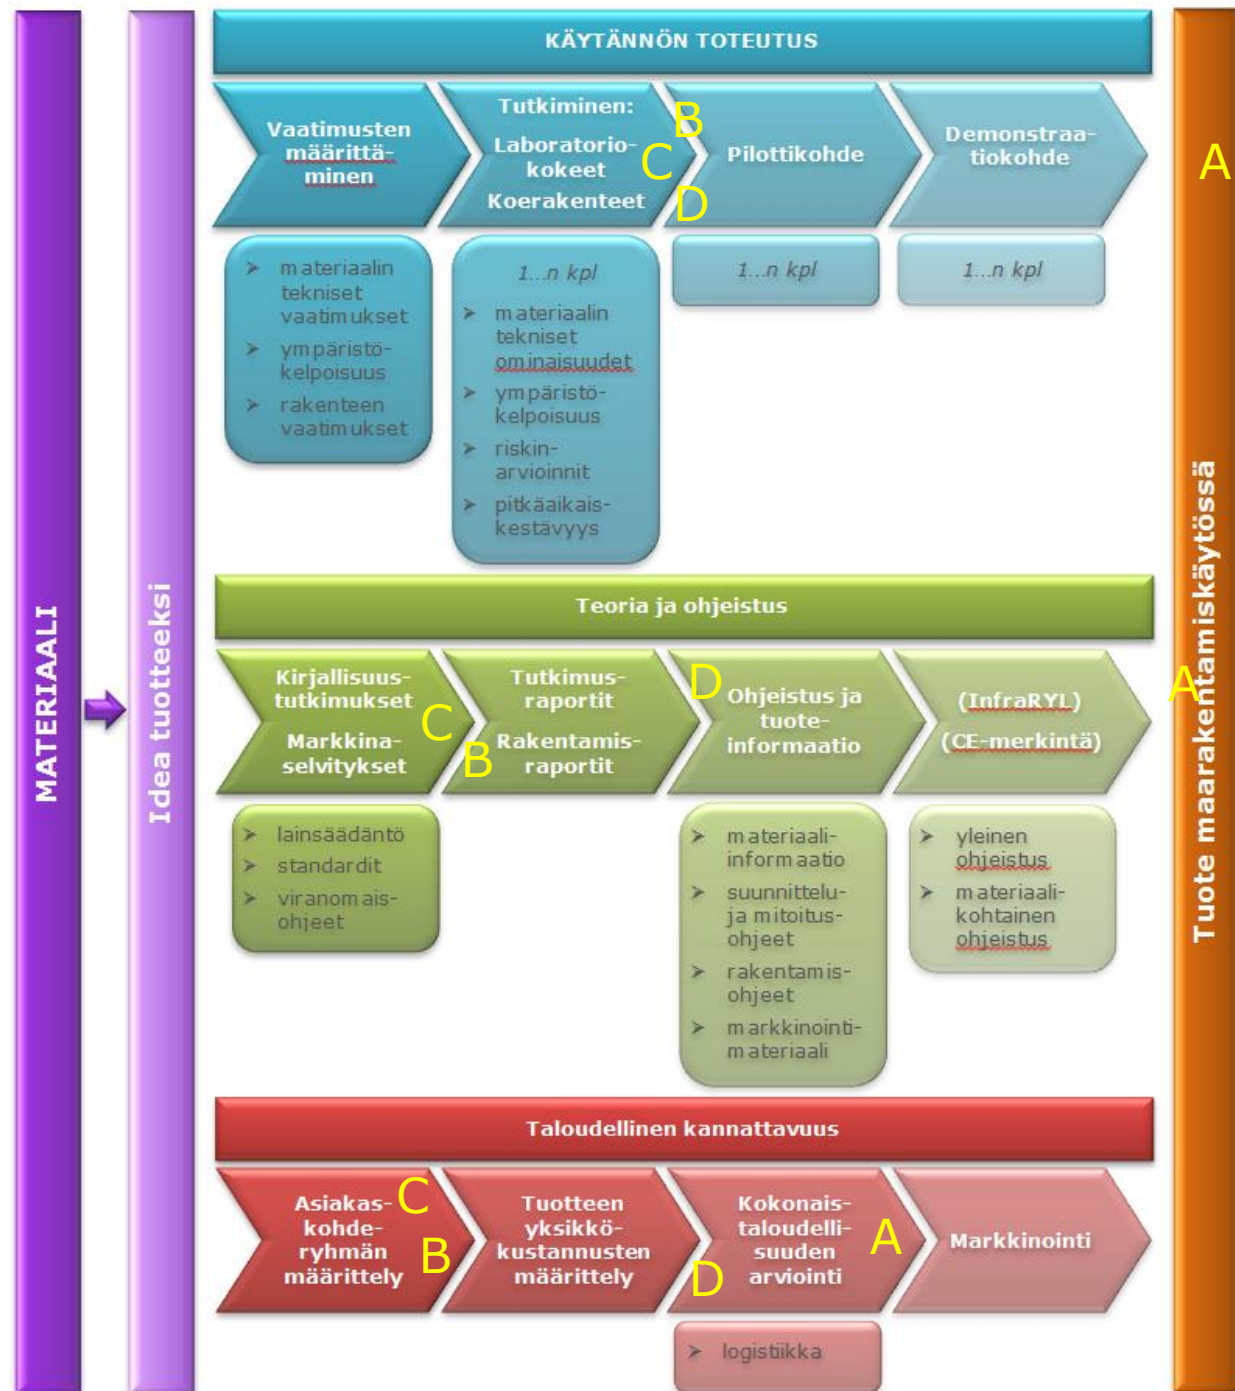 MATERIAALI
Idea tuotteeksi
KÄYTÄNNÖN TOTEUTUS
Vaatimusten
määrittä-
minen
Tutkiminen:
Laboratorio-
kokeet
Koerakenteet
B
C
D
Pilottikohde
Demonstraa-
tiokohde
A
➢ materiaalin
tekniset
vaatimukset
➢ ympäristö-
kelpoisuus
➢ rakenteen
vaatimukset
1...n kpl
➢ materiaalin
tekniset
ominaisuudet
➢ ympäristö-
kelpoisuus
➢ riskin-
arvioinnit
➢ pitkäaikais-
kestävyys
1...n kpl
1...n kpl
Teoria ja ohjeistus
Kirjallisuus-
tutkimukset
Markkina-
selvitykset
C
B
Tutkimus-
raportit
Rakentamis-
raportit
D
Ohjeistus ja
tuote-
informaatio
(InfraRYL)
(CE-merkintä)
A
➢ lainsäädäntö
➢ standardit
➢ viranomais-
ohjeet
➢ materiaali-
informaatio
➢ suunnittelu-
ja mitoitus-
ohjeet
➢ rakentamis-
ohjeet
➢ markkinointi-
materiaali
➢ yleinen
ohjeistus
➢ materiaali-
kohtainen
ohjeistus
Taloudellinen kannattavuus
Asiakas-
kohde-
ryhmän
määrittely
C
B
Tuotteen
yksikkö-
kustannusten
määrittely
D
Kokonais-
taloudelli-
suuden
arviointi
A
Markkinointi
➢ logistiikka
Tuote maarakentamiskäytössä